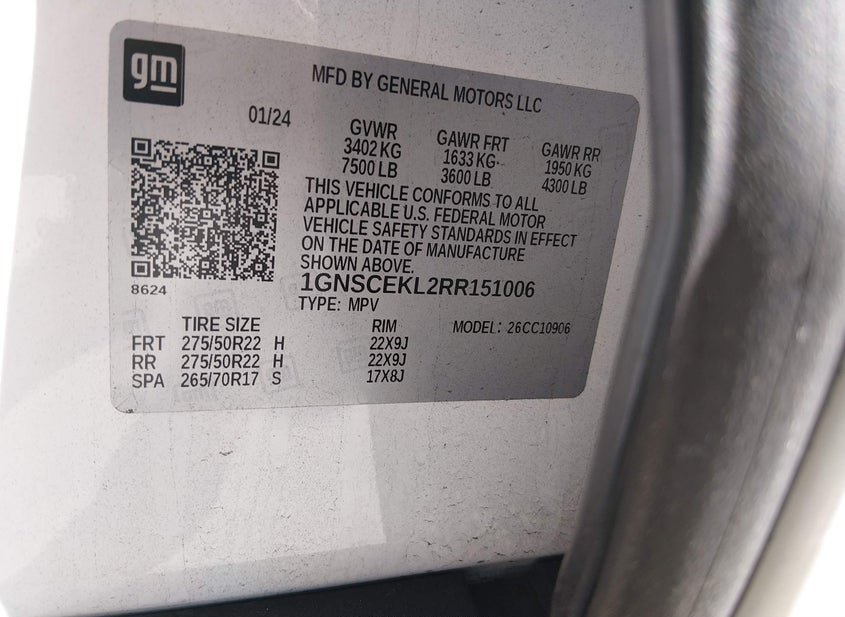 gm
MFD BY GENERAL MOTORS LLC
01/24
GVWR GAWR FRT GAWR RR
3402 KG 1633 KG 1950 KG
7500 LB 3600 LB 4300 LB
THIS VEHICLE CONFORMS TO ALL
APPLICABLE U.S. FEDERAL MOTOR
VEHICLE SAFETY STANDARDS IN EFFECT
ON THE DATE OF MANUFACTURE
SHOWN ABOVE.
8624
1GNSCEKL2RR151006
TYPE: MPV
TIRE SIZE RIM MODEL: 26CC10906
FRT 275/50R22 H 22X9J
RR 275/50R22 H 22X9J
SPA 265/70R17 S 17X8J